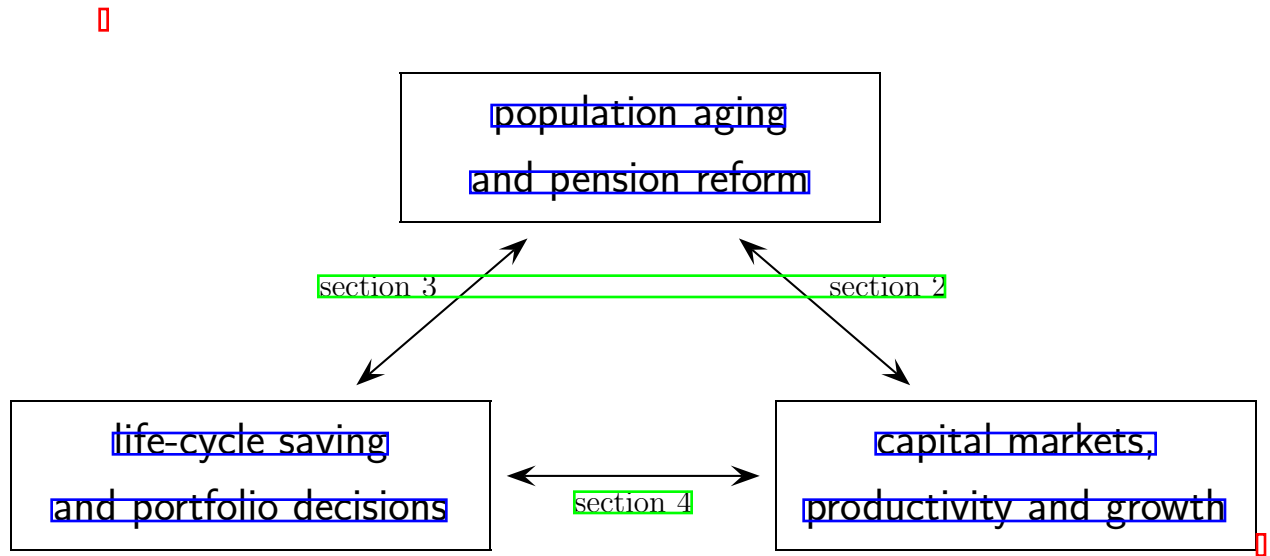 population aging
and pension reform
section 3 section 2
life-cycle saving
and portfolio decisions
section 4
capital markets,
productivity and growth